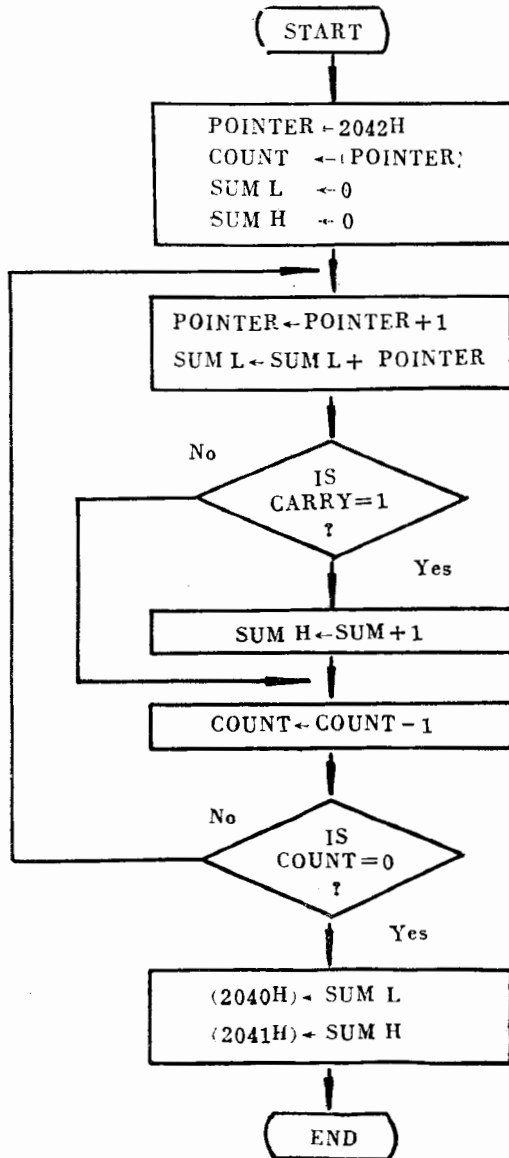 START
POINTER ← 2042H
COUNT ← (POINTER)
SUM L ← 0
SUM H ← 0
POINTER ← POINTER + 1
SUM L ← SUM L + POINTER
No
IS
CARRY = 1
?
Yes
SUM H ← SUM + 1
COUNT ← COUNT - 1
No
IS
COUNT = 0
?
Yes
(2040H) ← SUM L
(2041H) ← SUM H
END